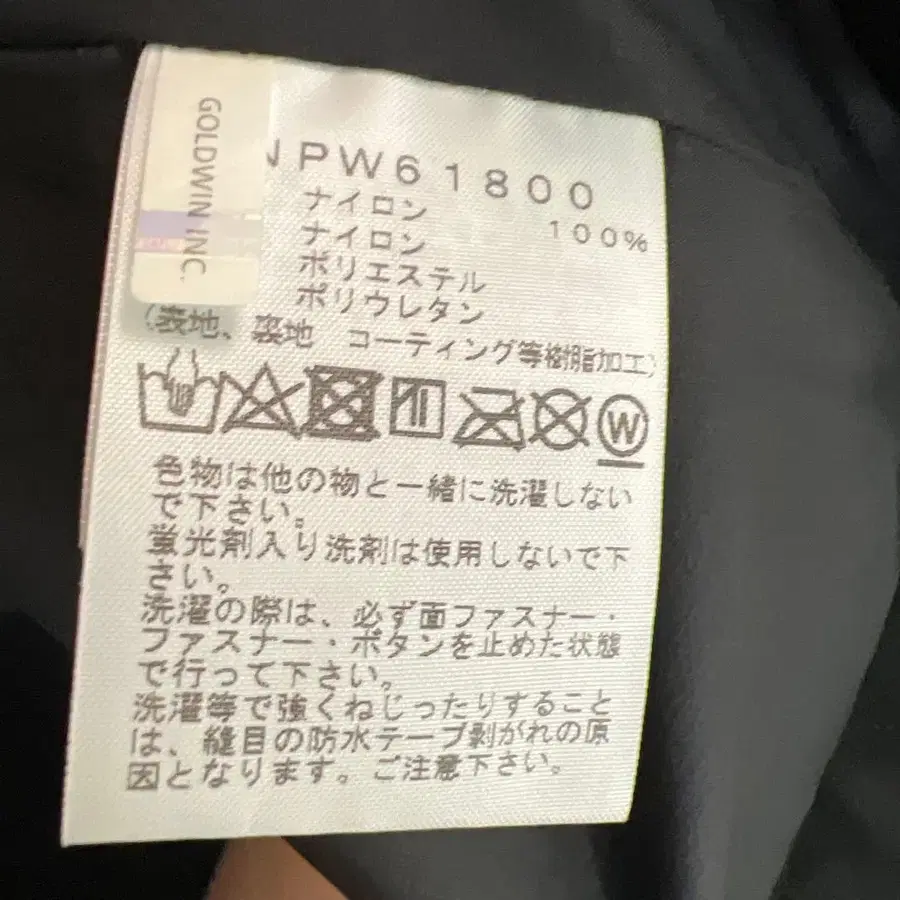 GOLDWIN INC.
NPW61800
ナイロン 100%
ナイロン
ポリエステル
ポリウレタン
(表地、裏地 コーティング等樹脂加工)
W
色物は他の物と一緒に洗濯しない
で下さい。
蛍光剤入り洗剤は使用しないで下
さい。
洗濯の際は、必ず面ファスナー・
ファスナー・ボタンを止めた状態
で行って下さい。
洗濯等で強くねじったりすること
は、縫目の防水テープ剥がれの原
因となります。ご注意下さい。